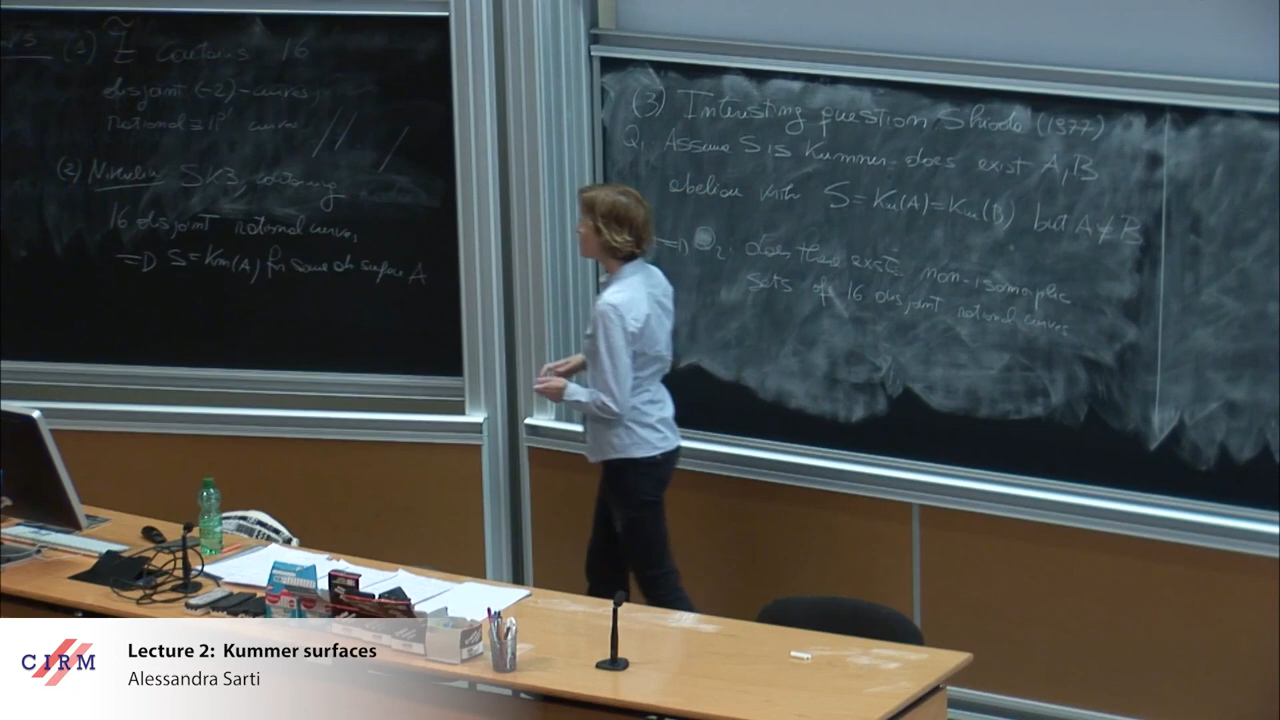 (1) Z̃ contains 16
disjoint (-2)-curves,
rational ≅ ℙ¹ curves
(2) Nikulin S K3, containing
16 disjoint rational curves
⇒ S = Km(A) for some ab surface A
(3) Interesting question Shioda (1977)
Q1 Assume S is Kummer does exist A, B
abelian with S = Km(A) = Km(B) but A ≇ B
⇒ Q2: does there exist non-isomorphic
sets of 16 disjoint rational curves
CIRM
Lecture 2: Kummer surfaces
Alessandra Sarti